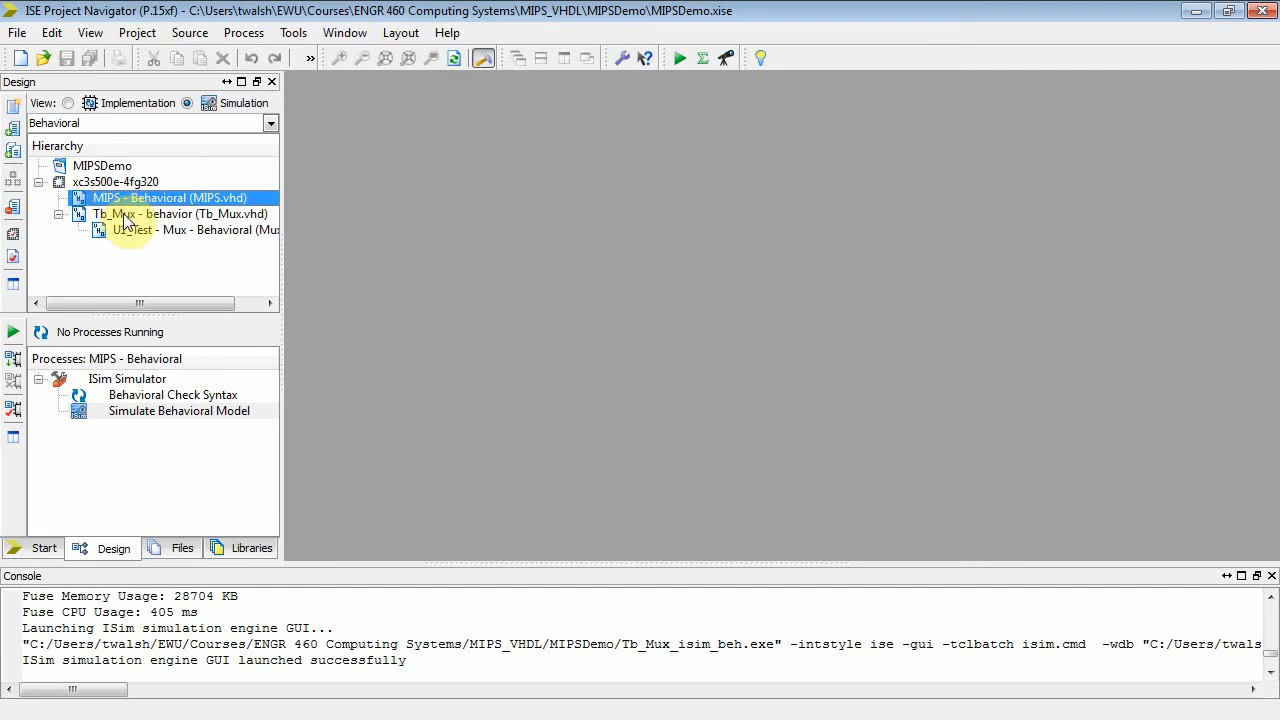 ISE Project Navigator (P.15xf) - C:\Users\twalsh\EWU\Courses\ENGR 460 Computing Systems\MIPS_VHDL\MIPSDemo\MIPSDemo.xise
File Edit View Project Source Process Tools Window Layout Help
»
Design
View: Implementation Simulation
Behavioral
Hierarchy
MIPSDemo
xc3s500e-4fg320
MIPS - Behavioral (MIPS.vhd)
Tb_Mux - behavior (Tb_Mux.vhd)
U1_Test - Mux - Behavioral (Mux
No Processes Running
Processes: MIPS - Behavioral
ISim Simulator
Behavioral Check Syntax
Simulate Behavioral Model
Start Design Files Libraries
Console
Fuse Memory Usage: 28704 KB
Fuse CPU Usage: 405 ms
Launching ISim simulation engine GUI...
"C:/Users/twalsh/EWU/Courses/ENGR 460 Computing Systems/MIPS_VHDL/MIPSDemo/Tb_Mux_isim_beh.exe" -intstyle ise -gui -tclbatch isim.cmd -wdb "C:/Users/twals
ISim simulation engine GUI launched successfully